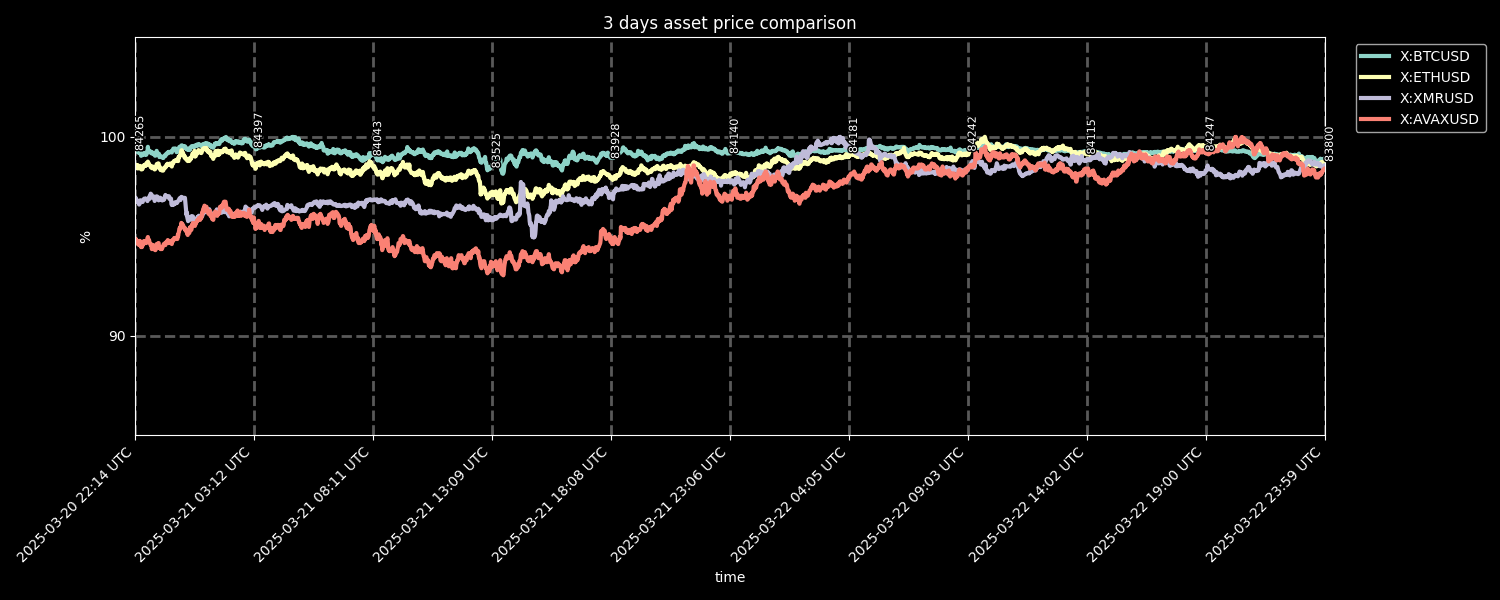 3 days asset price comparison
X:BTCUSD
X:ETHUSD
X:XMRUSD
X:AVAXUSD
100
90
%
84265
84397
84043
83525
83928
84140
84181
84242
84115
84247
83800
2025-03-20 22:14 UTC
2025-03-21 03:12 UTC
2025-03-21 08:11 UTC
2025-03-21 13:09 UTC
2025-03-21 18:08 UTC
2025-03-21 23:06 UTC
2025-03-22 04:05 UTC
2025-03-22 09:03 UTC
2025-03-22 14:02 UTC
2025-03-22 19:00 UTC
2025-03-22 23:59 UTC
time